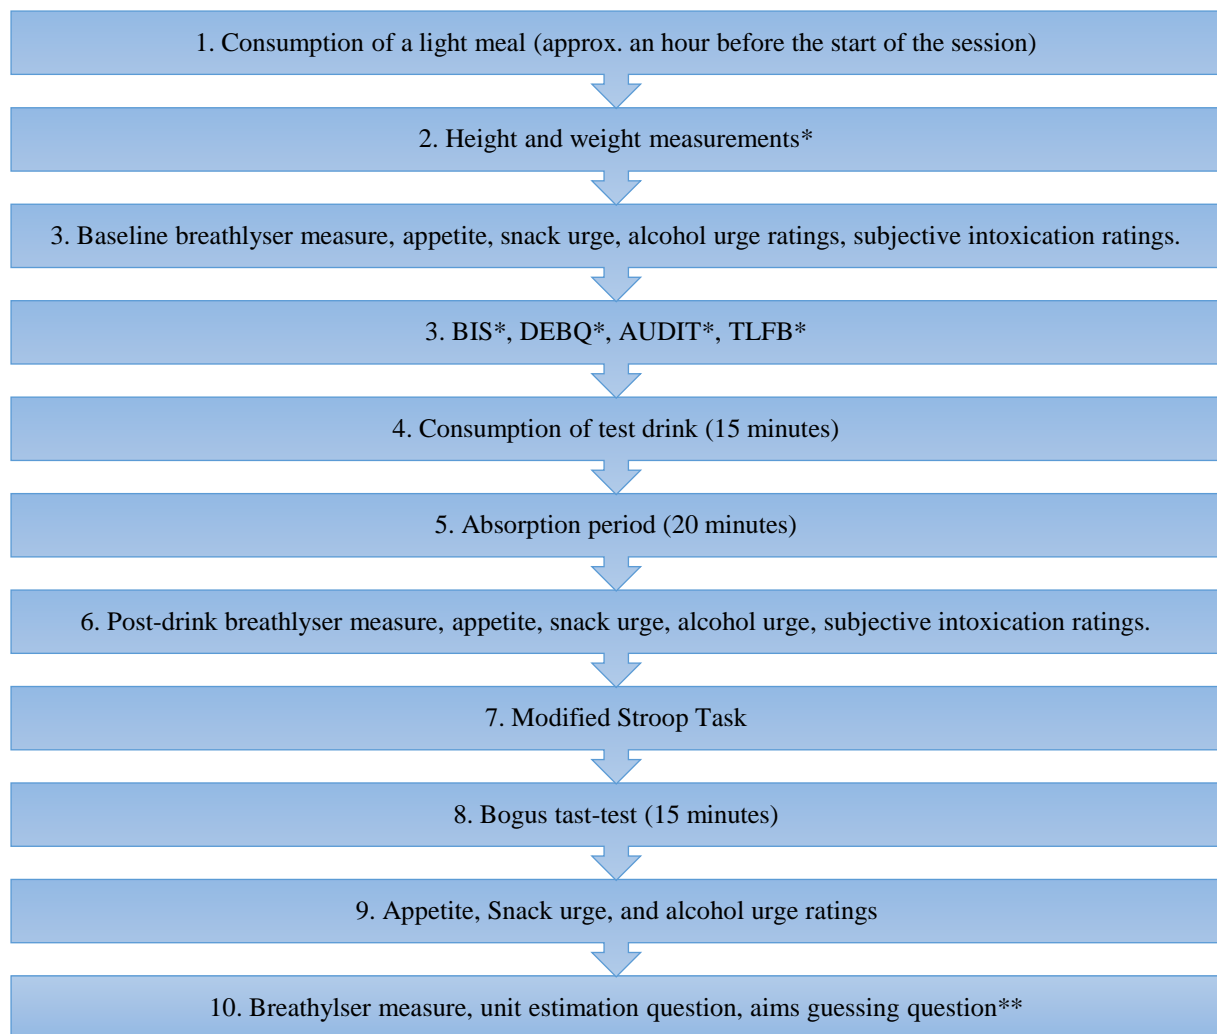 1. Consumption of a light meal (approx. an hour before the start of the session)
2. Height and weight measurements*
3. Baseline breathlyser measure, appetite, snack urge, alcohol urge ratings, subjective intoxication ratings.
3. BIS*, DEBQ*, AUDIT*, TLFB*
4. Consumption of test drink (15 minutes)
5. Absorption period (20 minutes)
6. Post-drink breathlyser measure, appetite, snack urge, alcohol urge, subjective intoxication ratings.
7. Modified Stroop Task
8. Bogus tast-test (15 minutes)
9. Appetite, Snack urge, and alcohol urge ratings
10. Breathylser measure, unit estimation question, aims guessing question**